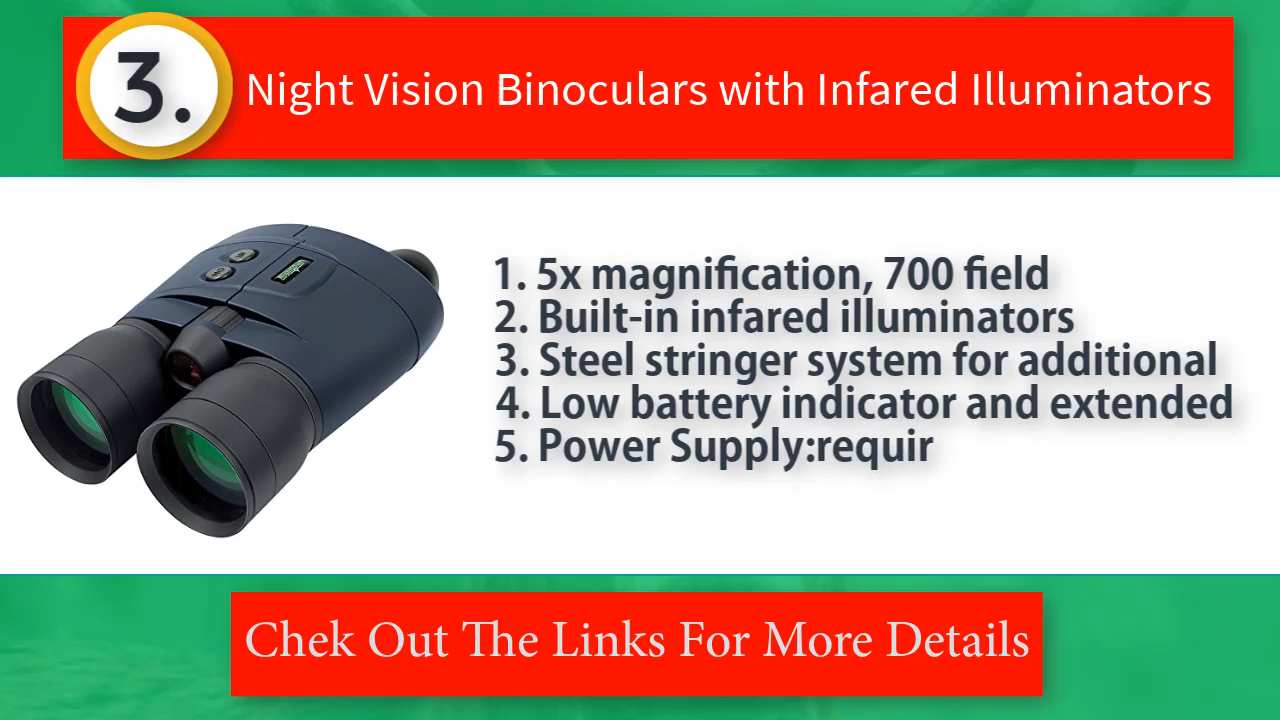 3.
Night Vision Binoculars with Infared Illuminators
1. 5x magnification, 700 field
2. Built-in infared illuminators
3. Steel stringer system for additional
4. Low battery indicator and extended
5. Power Supply:requir
Chek Out The Links For More Details